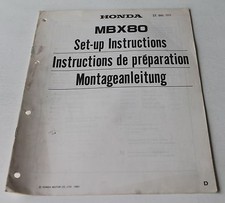 HONDA
MBX80
Set-up Instructions
Instructions de préparation
Montageanleitung
D